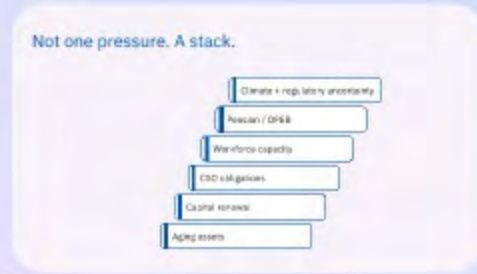 Not one pressure. A stack.
Climate + regulatory uncertainty
Pension / OPEB
Workforce capacity
CSO obligations
Capital renewal
Aging assets